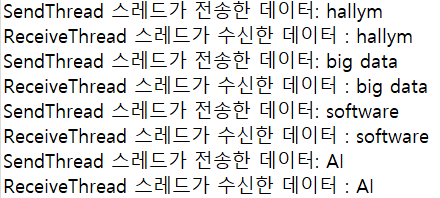 SendThread 스레드가 전송한 데이터: hallym
ReceiveThread 스레드가 수신한 데이터 : hallym
SendThread 스레드가 전송한 데이터: big data
ReceiveThread 스레드가 수신한 데이터 : big data
SendThread 스레드가 전송한 데이터: software
ReceiveThread 스레드가 수신한 데이터 : software
SendThread 스레드가 전송한 데이터: AI
ReceiveThread 스레드가 수신한 데이터 : AI